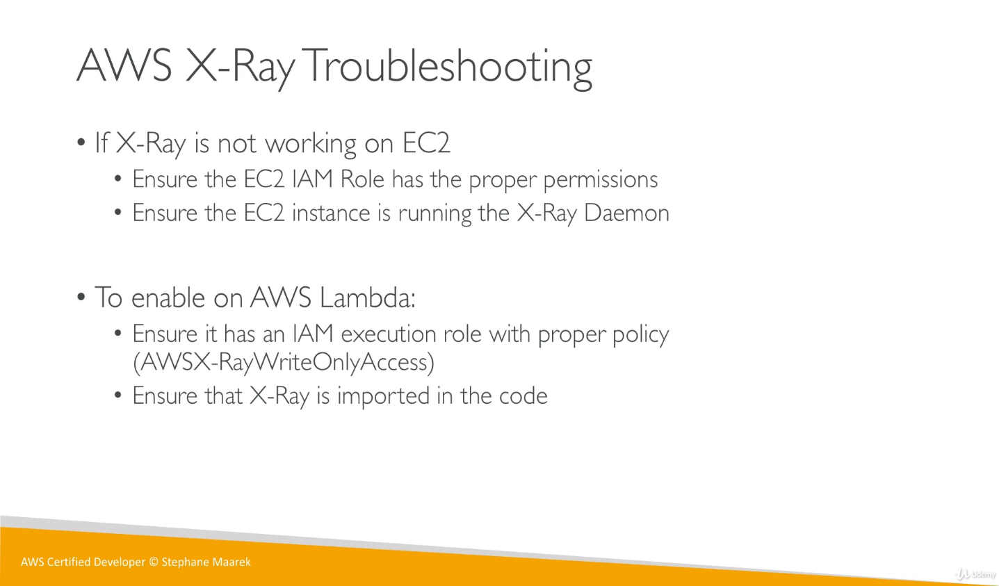 AWS X-Ray Troubleshooting
• If X-Ray is not working on EC2
• Ensure the EC2 IAM Role has the proper permissions
• Ensure the EC2 instance is running the X-Ray Daemon
• To enable on AWS Lambda:
• Ensure it has an IAM execution role with proper policy
(AWSX-RayWriteOnlyAccess)
• Ensure that X-Ray is imported in the code
AWS Certified Developer © Stephane Maarek
Udemy